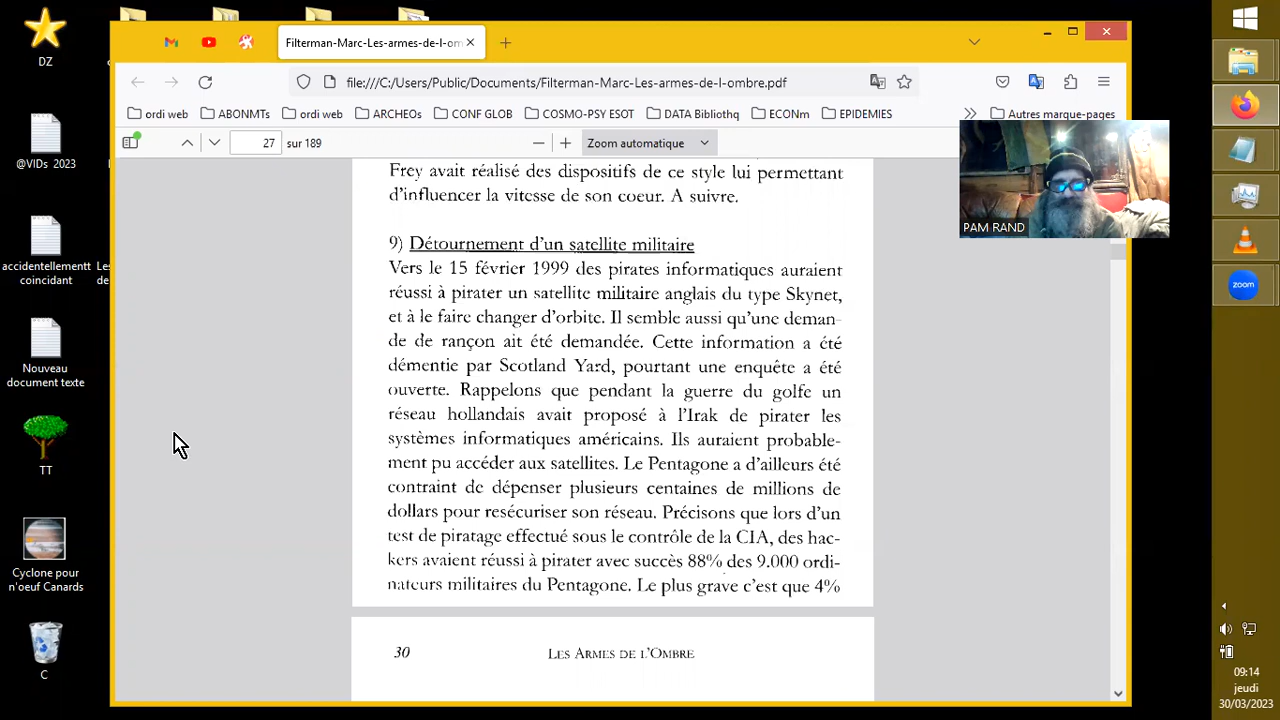 DZ
@VIDs 2023
accidentellementt
coincidant
Nouveau
document texte
TT
Cyclone pour
n'oeuf Canards
C
Filterman-Marc-Les-armes-de-l-om
file:///C:/Users/Public/Documents/Filterman-Marc-Les-armes-de-l-ombre.pdf
ordi web
ABONMTs
ordi web
ARCHEOs
CONF GLOB
COSMO-PSY ESOT
DATA Bibliothq
ECONm
EPIDEMIES
Autres marque-pages
27 sur 189
Zoom automatique
Frey avait réalisé des dispositifs de ce style lui permettant
d'influencer la vitesse de son coeur. A suivre.
9) Détournement d'un satellite militaire
Vers le 15 février 1999 des pirates informatiques auraient
réussi à pirater un satellite militaire anglais du type Skynet,
et à le faire changer d'orbite. Il semble aussi qu'une deman-
de de rançon ait été demandée. Cette information a été
démentie par Scotland Yard, pourtant une enquête a été
ouverte. Rappelons que pendant la guerre du golfe un
réseau hollandais avait proposé à l'Irak de pirater les
systèmes informatiques américains. Ils auraient probable-
ment pu accéder aux satellites. Le Pentagone a d'ailleurs été
contraint de dépenser plusieurs centaines de millions de
dollars pour resécuriser son réseau. Précisons que lors d'un
test de piratage effectué sous le contrôle de la CIA, des hac-
kers avaient réussi à pirater avec succès 88% des 9.000 ordi-
nateurs militaires du Pentagone. Le plus grave c'est que 4%
30 LES ARMES DE L'OMBRE
PAM RAND
zoom
09:14
jeudi
30/03/2023